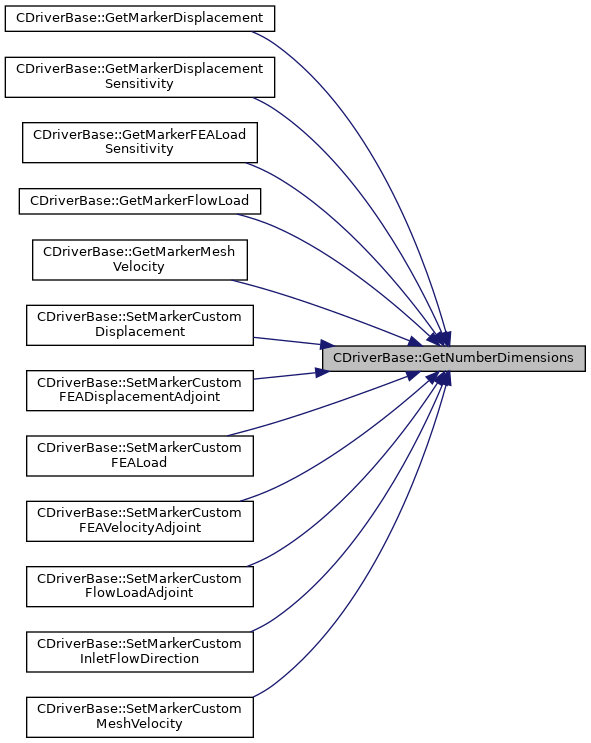 CDriverBase::GetMarkerDisplacement
CDriverBase::GetMarkerDisplacement
Sensitivity
CDriverBase::GetMarkerFEALoad
Sensitivity
CDriverBase::GetMarkerFlowLoad
CDriverBase::GetMarkerMesh
Velocity
CDriverBase::SetMarkerCustom
Displacement
CDriverBase::GetNumberDimensions
CDriverBase::SetMarkerCustom
FEADisplacementAdjoint
CDriverBase::SetMarkerCustom
FEALoad
CDriverBase::SetMarkerCustom
FEAVelocityAdjoint
CDriverBase::SetMarkerCustom
FlowLoadAdjoint
CDriverBase::SetMarkerCustom
InletFlowDirection
CDriverBase::SetMarkerCustom
MeshVelocity